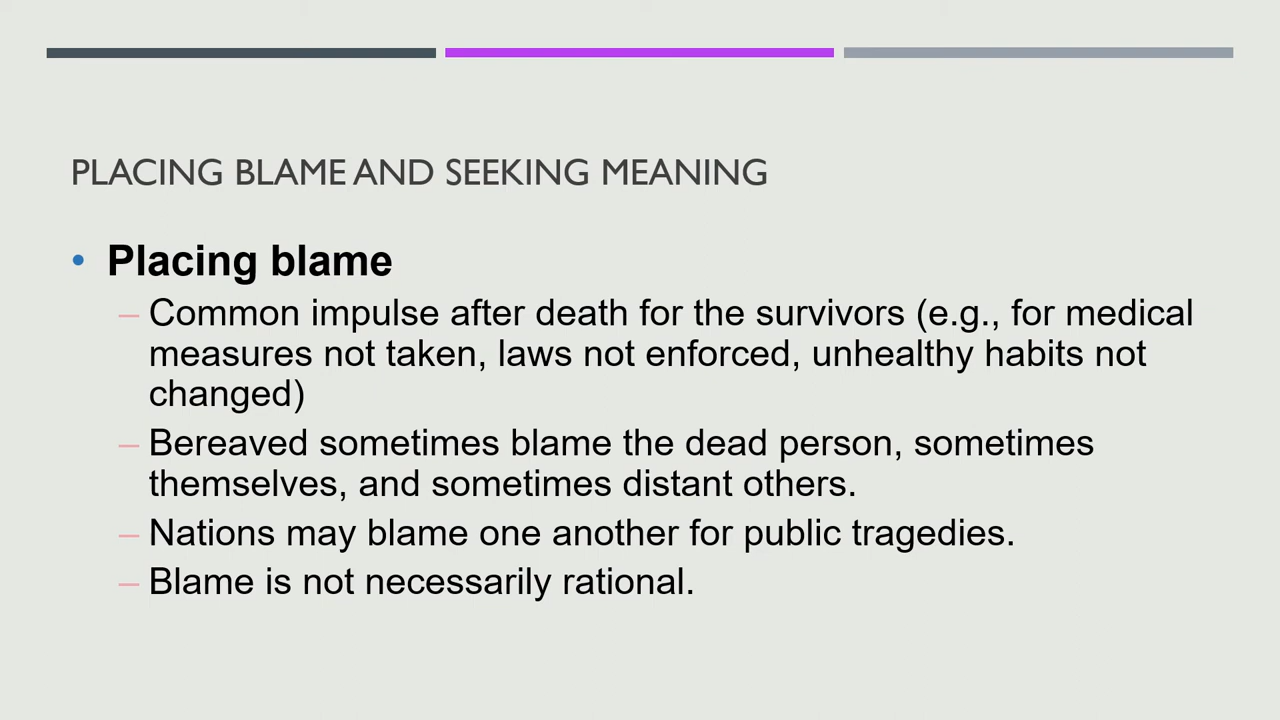 PLACING BLAME AND SEEKING MEANING
• Placing blame
– Common impulse after death for the survivors (e.g., for medical
measures not taken, laws not enforced, unhealthy habits not
changed)
– Bereaved sometimes blame the dead person, sometimes
themselves, and sometimes distant others.
– Nations may blame one another for public tragedies.
– Blame is not necessarily rational.